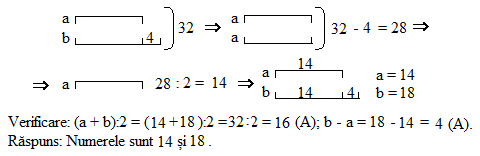 a
b 4 32 ⇒ a
a 32 - 4 = 28 ⇒
⇒ a 28 : 2 = 14 ⇒ a 14
b 14 4 a = 14
b = 18
Verificare: (a + b):2 = (14 +18 ):2 =32:2 = 16 (A); b - a = 18 - 14 = 4 (A).
Răspuns: Numerele sunt 14 și 18 .